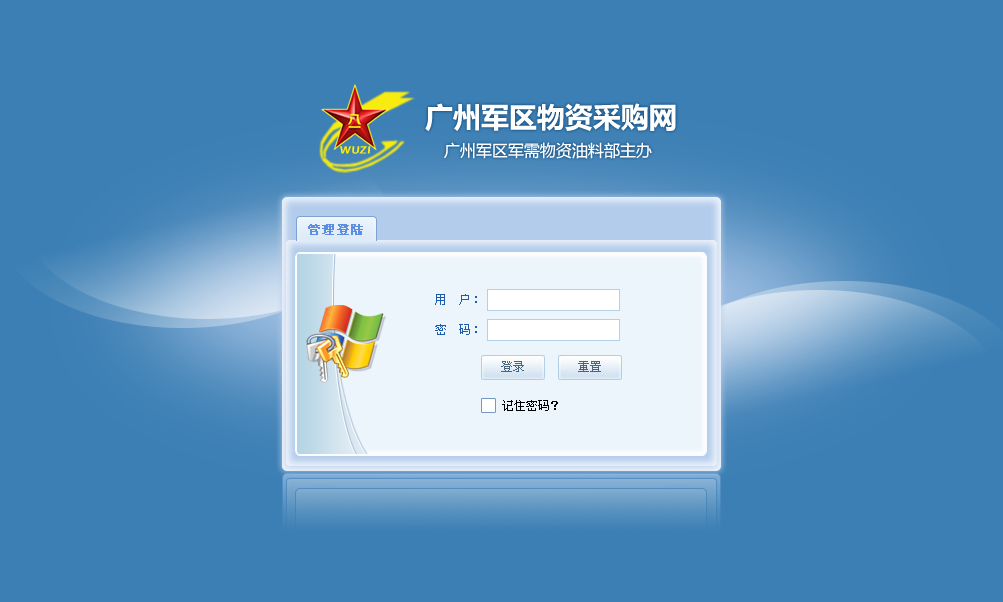 八一
WUZI
广州军区物资采购网
广州军区军需物资油料部主办
管理登陆
用 户：
密 码：
登录 重置
记住密码?